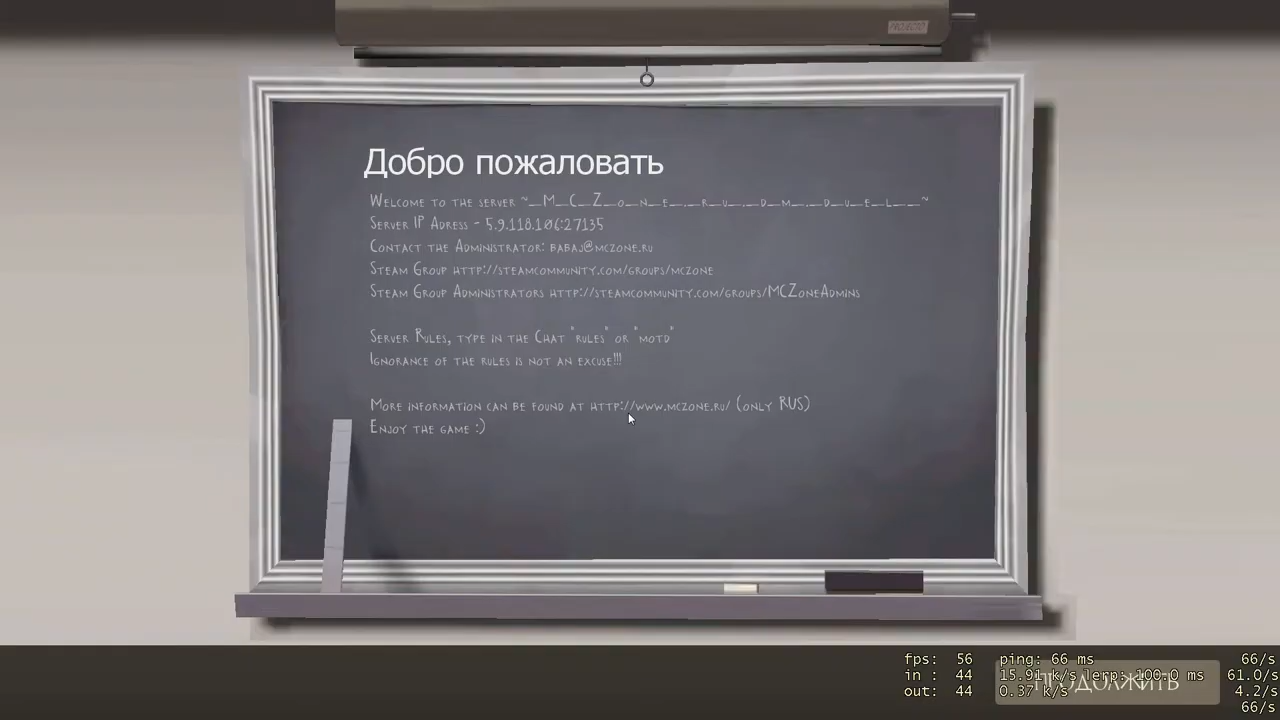 Добро пожаловать
Welcome to the server ~_M_C_Z_o_n_e_._r_u_._d_m_._d_u_e_l__~
Server IP Adress - 5.9.118.106:27135
Contact the Administrator: babaj@mczone.ru
Steam Group http://steamcommunity.com/groups/mczone
Steam Group Administrators http://steamcommunity.com/groups/MCZoneAdmins
Server Rules, type in the Chat "rules" or "motd"
Ignorance of the rules is not an excuse!!!
More information can be found at http://www.mczone.ru/ (only RUS)
Enjoy the game :)
fps: 56 ping: 66 ms 66/s
in : 44 15.91 k/s lerp: 100.0 ms 61.0/s
out: 44 0.37 k/s 4.2/s
66/s
ПРОДОЛЖИТЬ